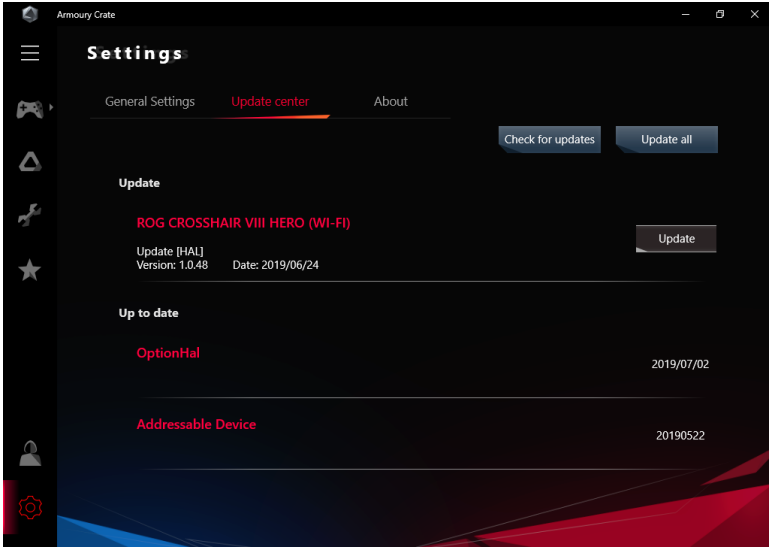 Armoury Crate
Settings
General Settings Update center About
Check for updates Update all
Update
ROG CROSSHAIR VIII HERO (WI-FI)
Update
Update [HAL]
Version: 1.0.48 Date: 2019/06/24
Up to date
OptionHal
2019/07/02
Addressable Device
20190522